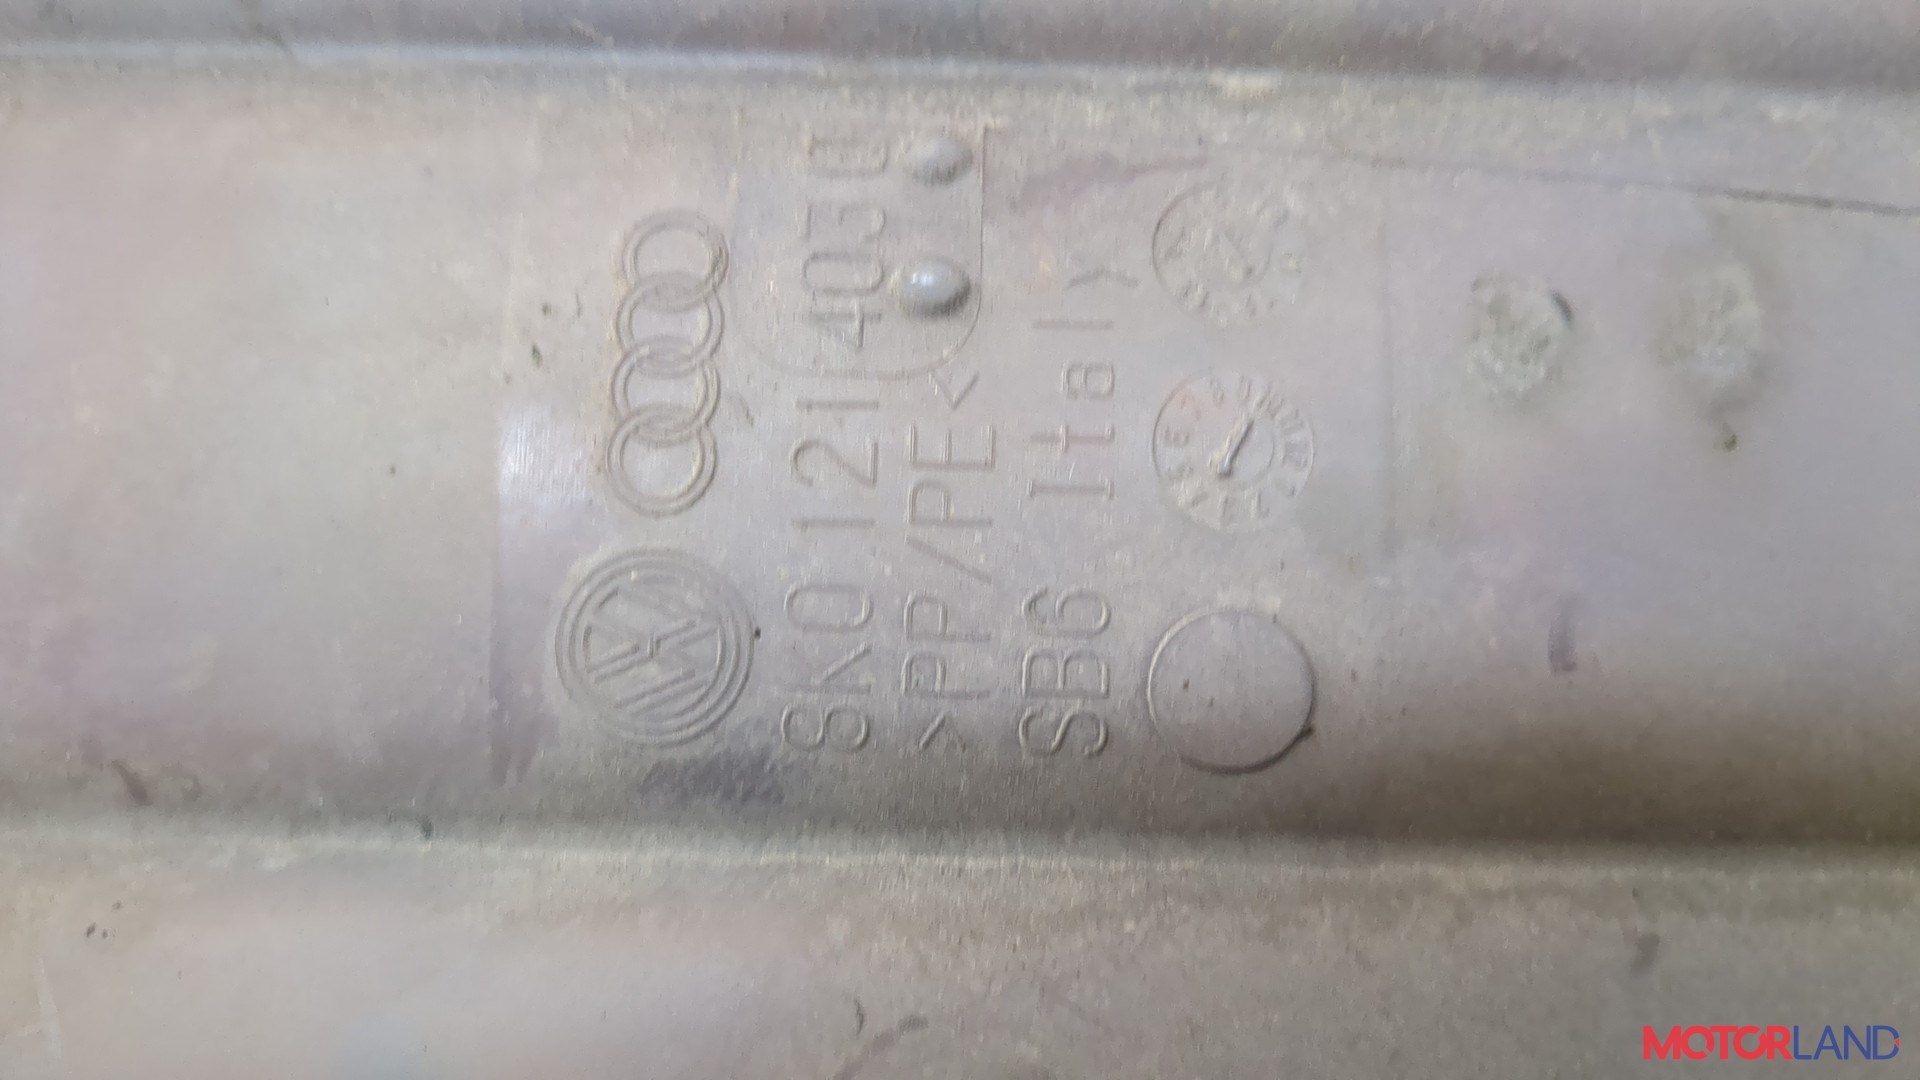 8K0 121 403
>PP/PE<
SB6 Italy
MOTORLAND